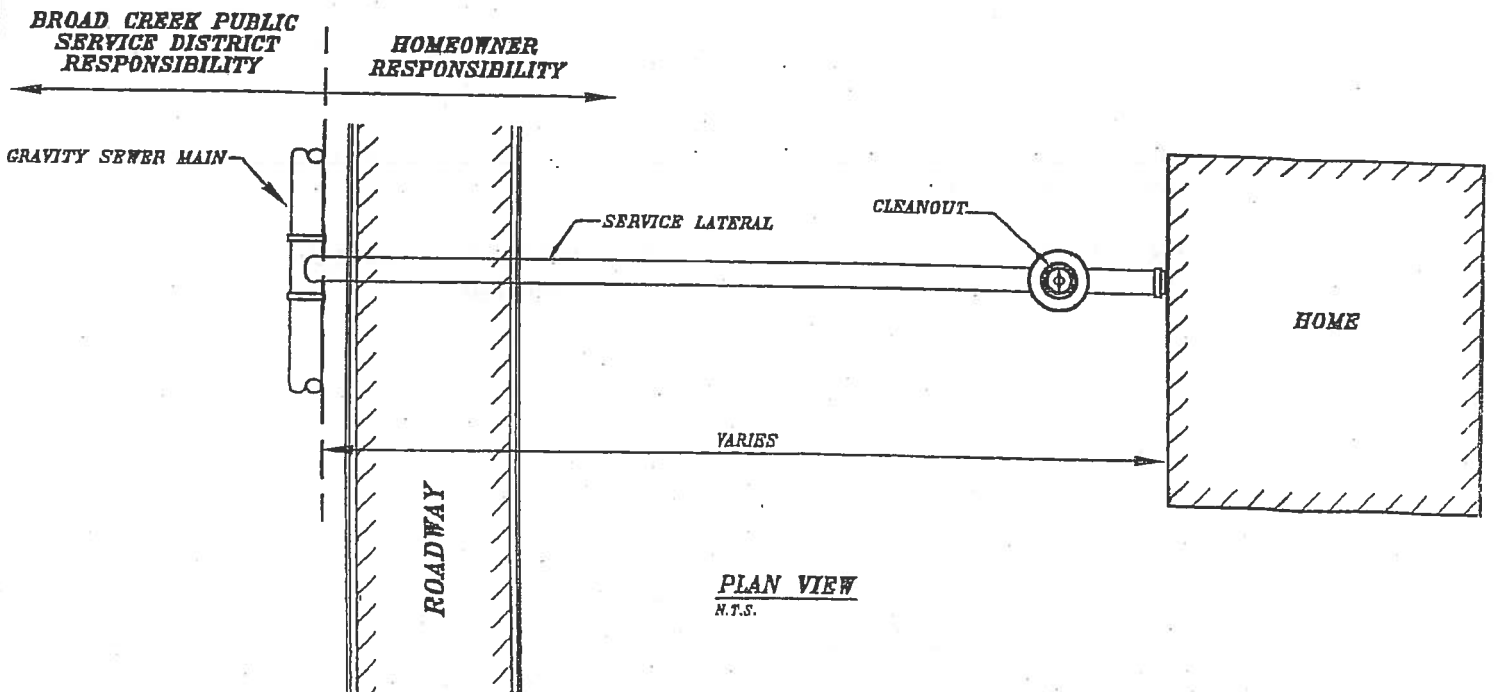 BROAD CREEK PUBLIC
SERVICE DISTRICT
RESPONSIBILITY
HOMEOWNER
RESPONSIBILITY
GRAVITY SEWER MAIN
SERVICE LATERAL
CLEANOUT
HOME
VARIES
ROADWAY
PLAN VIEW
N.T.S.